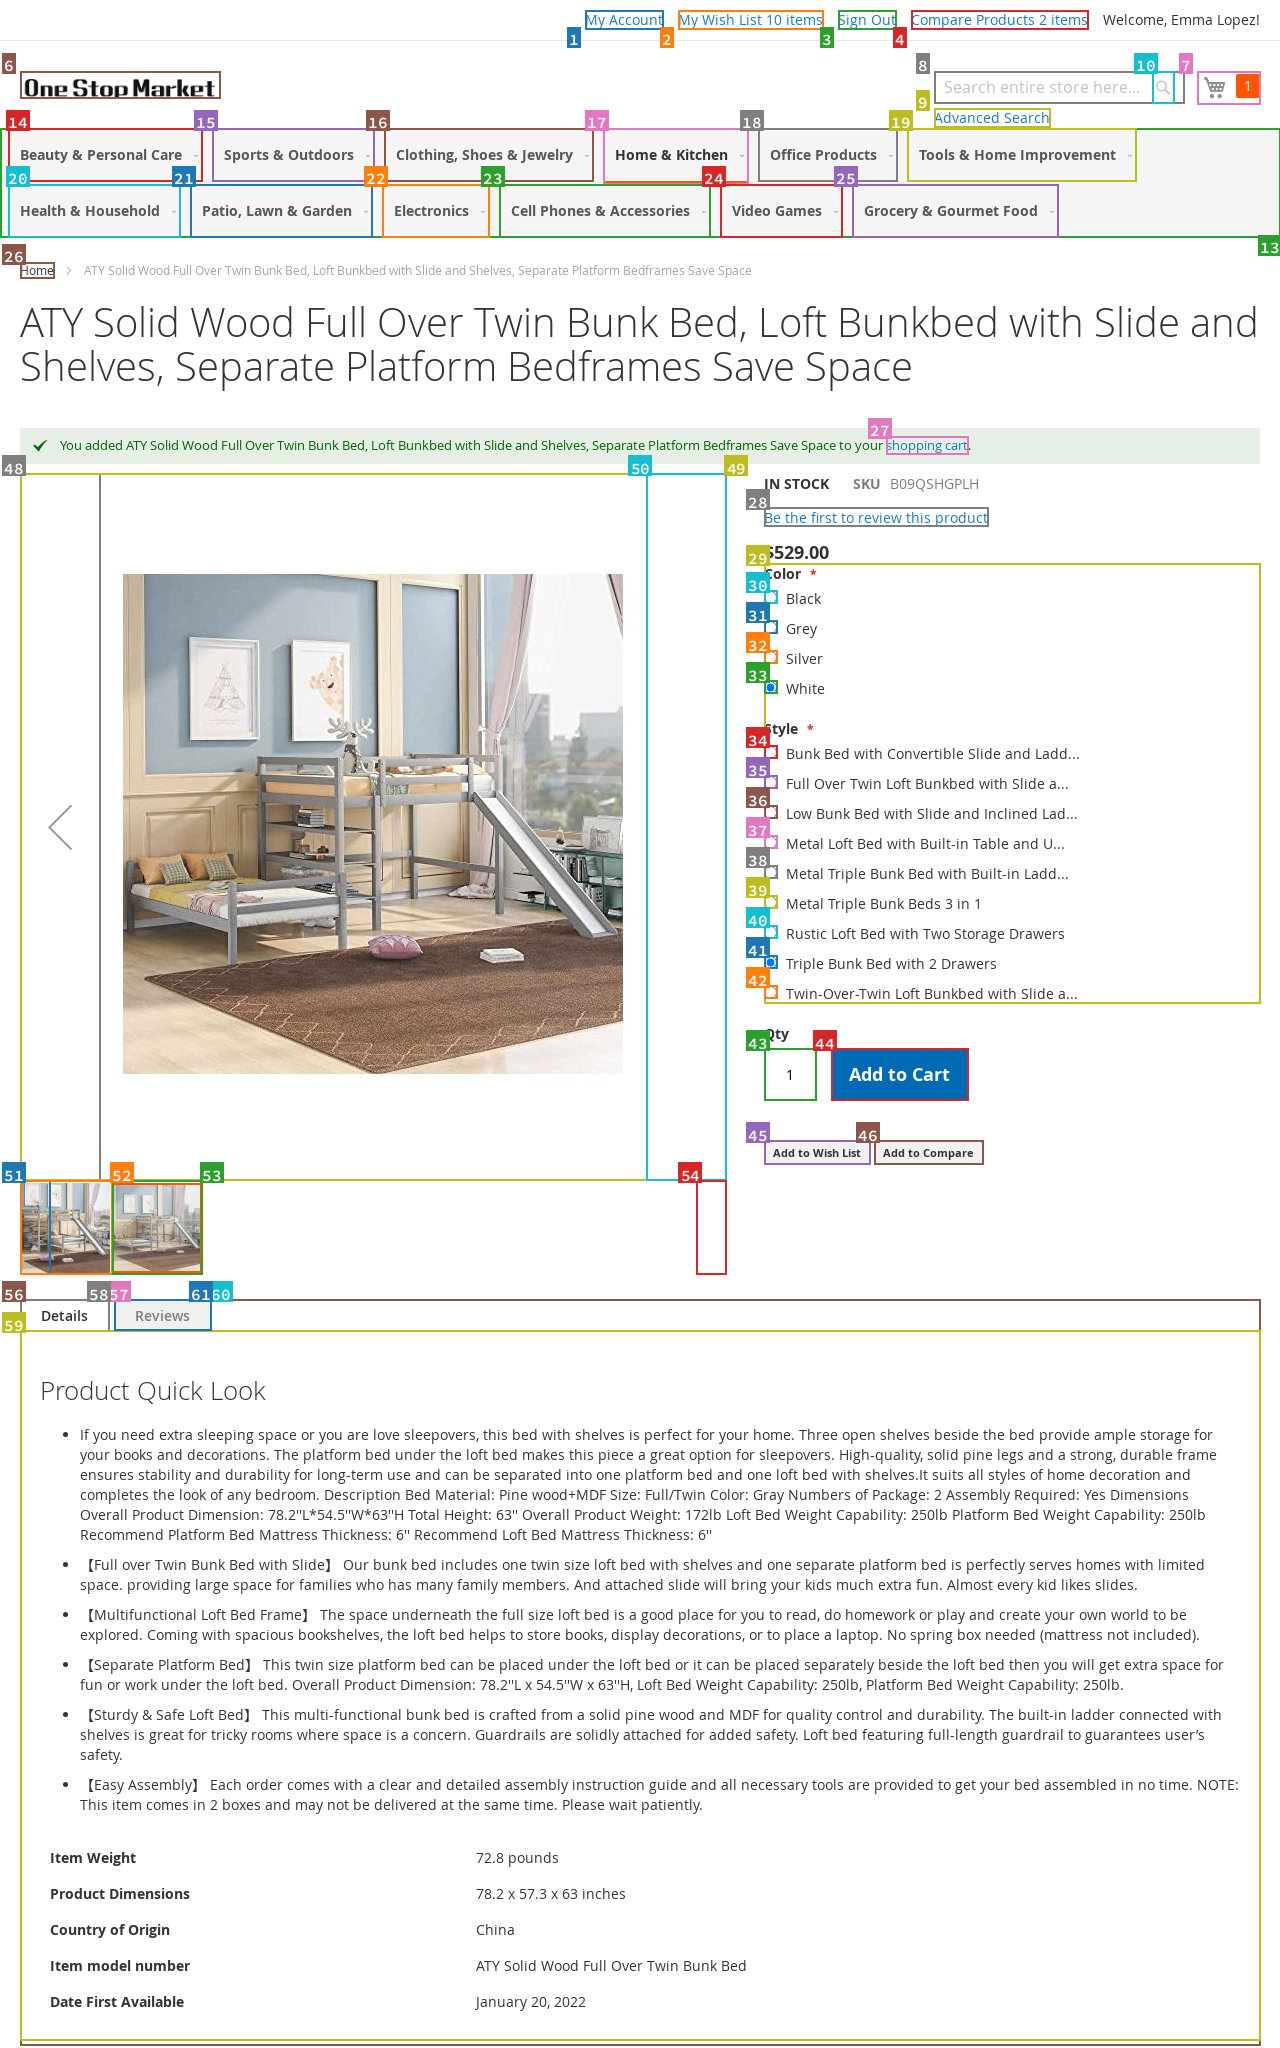 My Account My Wish List 10 items Sign Out Compare Products 2 items Welcome, Emma Lopez!
1 2 3 4
6 8 10 7
One Stop Market Search entire store here... 1
9 Advanced Search
14 15 16 17 18 19
Beauty & Personal Care Sports & Outdoors Clothing, Shoes & Jewelry Home & Kitchen Office Products Tools & Home Improvement
20 21 22 23 24 25
Health & Household Patio, Lawn & Garden Electronics Cell Phones & Accessories Video Games Grocery & Gourmet Food
26 13
Home ATY Solid Wood Full Over Twin Bunk Bed, Loft Bunkbed with Slide and Shelves, Separate Platform Bedframes Save Space
ATY Solid Wood Full Over Twin Bunk Bed, Loft Bunkbed with Slide and
Shelves, Separate Platform Bedframes Save Space
27
You added ATY Solid Wood Full Over Twin Bunk Bed, Loft Bunkbed with Slide and Shelves, Separate Platform Bedframes Save Space to your shopping cart.
48 50 49
IN STOCK SKU B09QSHGPLH
28
Be the first to review this product
$529.00
29
Color *
30 Black
31 Grey
32 Silver
33 White
Style *
34 Bunk Bed with Convertible Slide and Ladd...
35 Full Over Twin Loft Bunkbed with Slide a...
36 Low Bunk Bed with Slide and Inclined Lad...
37 Metal Loft Bed with Built-in Table and U...
38 Metal Triple Bunk Bed with Built-in Ladd...
39 Metal Triple Bunk Beds 3 in 1
40 Rustic Loft Bed with Two Storage Drawers
41 Triple Bunk Bed with 2 Drawers
42 Twin-Over-Twin Loft Bunkbed with Slide a...
Qty
43 44
1 Add to Cart
45 46
Add to Wish List Add to Compare
51 52 53 54
56 58 57 61 60
Details Reviews
59
Product Quick Look
If you need extra sleeping space or you are love sleepovers, this bed with shelves is perfect for your home. Three open shelves beside the bed provide ample storage for
your books and decorations. The platform bed under the loft bed makes this piece a great option for sleepovers. High-quality, solid pine legs and a strong, durable frame
ensures stability and durability for long-term use and can be separated into one platform bed and one loft bed with shelves.It suits all styles of home decoration and
completes the look of any bedroom. Description Bed Material: Pine wood+MDF Size: Full/Twin Color: Gray Numbers of Package: 2 Assembly Required: Yes Dimensions
Overall Product Dimension: 78.2''L*54.5''W*63''H Total Height: 63'' Overall Product Weight: 172lb Loft Bed Weight Capability: 250lb Platform Bed Weight Capability: 250lb
Recommend Platform Bed Mattress Thickness: 6'' Recommend Loft Bed Mattress Thickness: 6''
【Full over Twin Bunk Bed with Slide】 Our bunk bed includes one twin size loft bed with shelves and one separate platform bed is perfectly serves homes with limited
space. providing large space for families who has many family members. And attached slide will bring your kids much extra fun. Almost every kid likes slides.
【Multifunctional Loft Bed Frame】 The space underneath the full size loft bed is a good place for you to read, do homework or play and create your own world to be
explored. Coming with spacious bookshelves, the loft bed helps to store books, display decorations, or to place a laptop. No spring box needed (mattress not included).
【Separate Platform Bed】 This twin size platform bed can be placed under the loft bed or it can be placed separately beside the loft bed then you will get extra space for
fun or work under the loft bed. Overall Product Dimension: 78.2''L x 54.5''W x 63''H, Loft Bed Weight Capability: 250lb, Platform Bed Weight Capability: 250lb.
【Sturdy & Safe Loft Bed】 This multi-functional bunk bed is crafted from a solid pine wood and MDF for quality control and durability. The built-in ladder connected with
shelves is great for tricky rooms where space is a concern. Guardrails are solidly attached for added safety. Loft bed featuring full-length guardrail to guarantees user’s
safety.
【Easy Assembly】 Each order comes with a clear and detailed assembly instruction guide and all necessary tools are provided to get your bed assembled in no time. NOTE:
This item comes in 2 boxes and may not be delivered at the same time. Please wait patiently.
Item Weight 72.8 pounds
Product Dimensions 78.2 x 57.3 x 63 inches
Country of Origin China
Item model number ATY Solid Wood Full Over Twin Bunk Bed
Date First Available January 20, 2022